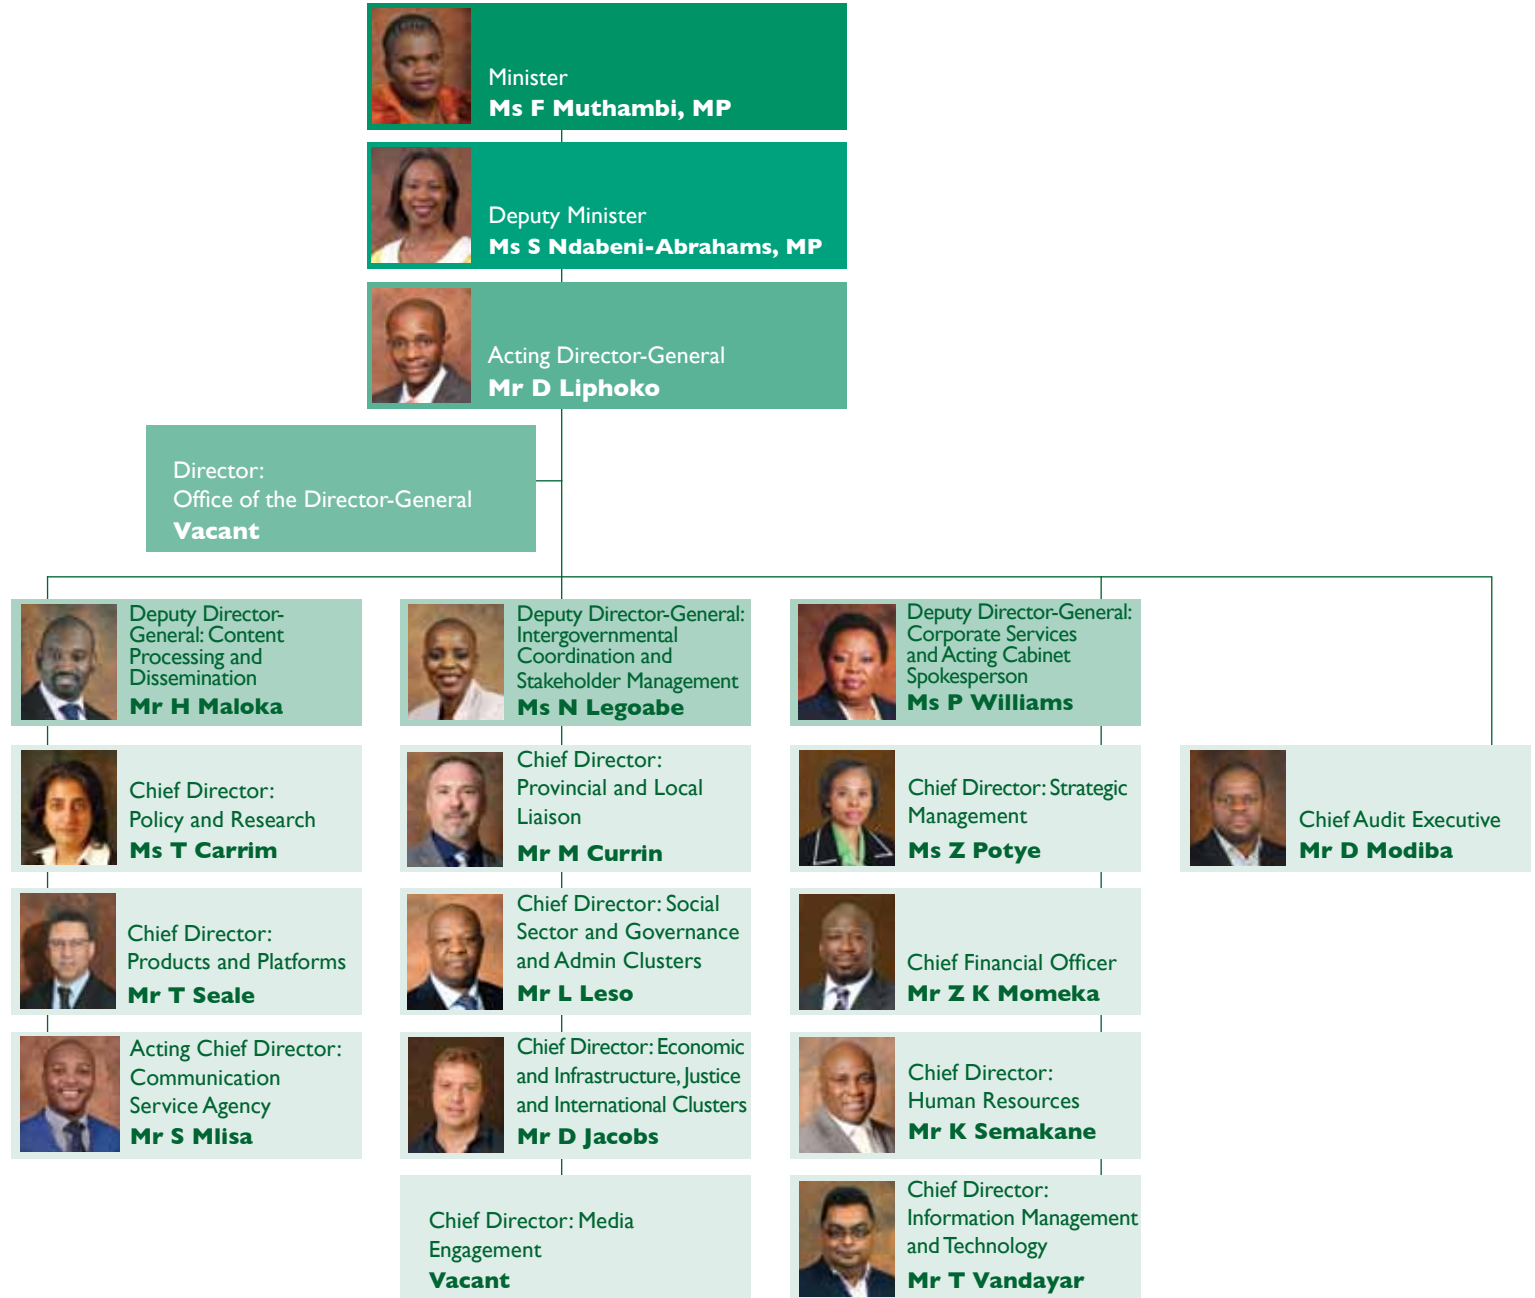 Minister
Ms F Muthambi, MP
Deputy Minister
Ms S Ndabeni-Abrahams, MP
Acting Director-General
Mr D Liphoko
Director:
Office of the Director-General
Vacant
Deputy Director-
General: Content
Processing and
Dissemination
Mr H Maloka
Chief Director:
Policy and Research
Ms T Carrim
Chief Director:
Products and Platforms
Mr T Seale
Acting Chief Director:
Communication
Service Agency
Mr S Mlisa
Deputy Director-General:
Intergovernmental
Coordination and
Stakeholder Management
Ms N Legoabe
Chief Director:
Provincial and Local
Liaison
Mr M Currin
Chief Director: Social
Sector and Governance
and Admin Clusters
Mr L Leso
Chief Director: Economic
and Infrastructure, Justice
and International Clusters
Mr D Jacobs
Chief Director: Media
Engagement
Vacant
Deputy Director-General:
Corporate Services
and Acting Cabinet
Spokesperson
Ms P Williams
Chief Director: Strategic
Management
Ms Z Potye
Chief Financial Officer
Mr Z K Momeka
Chief Director:
Human Resources
Mr K Semakane
Chief Director:
Information Management
and Technology
Mr T Vandayar
Chief Audit Executive
Mr D Modiba